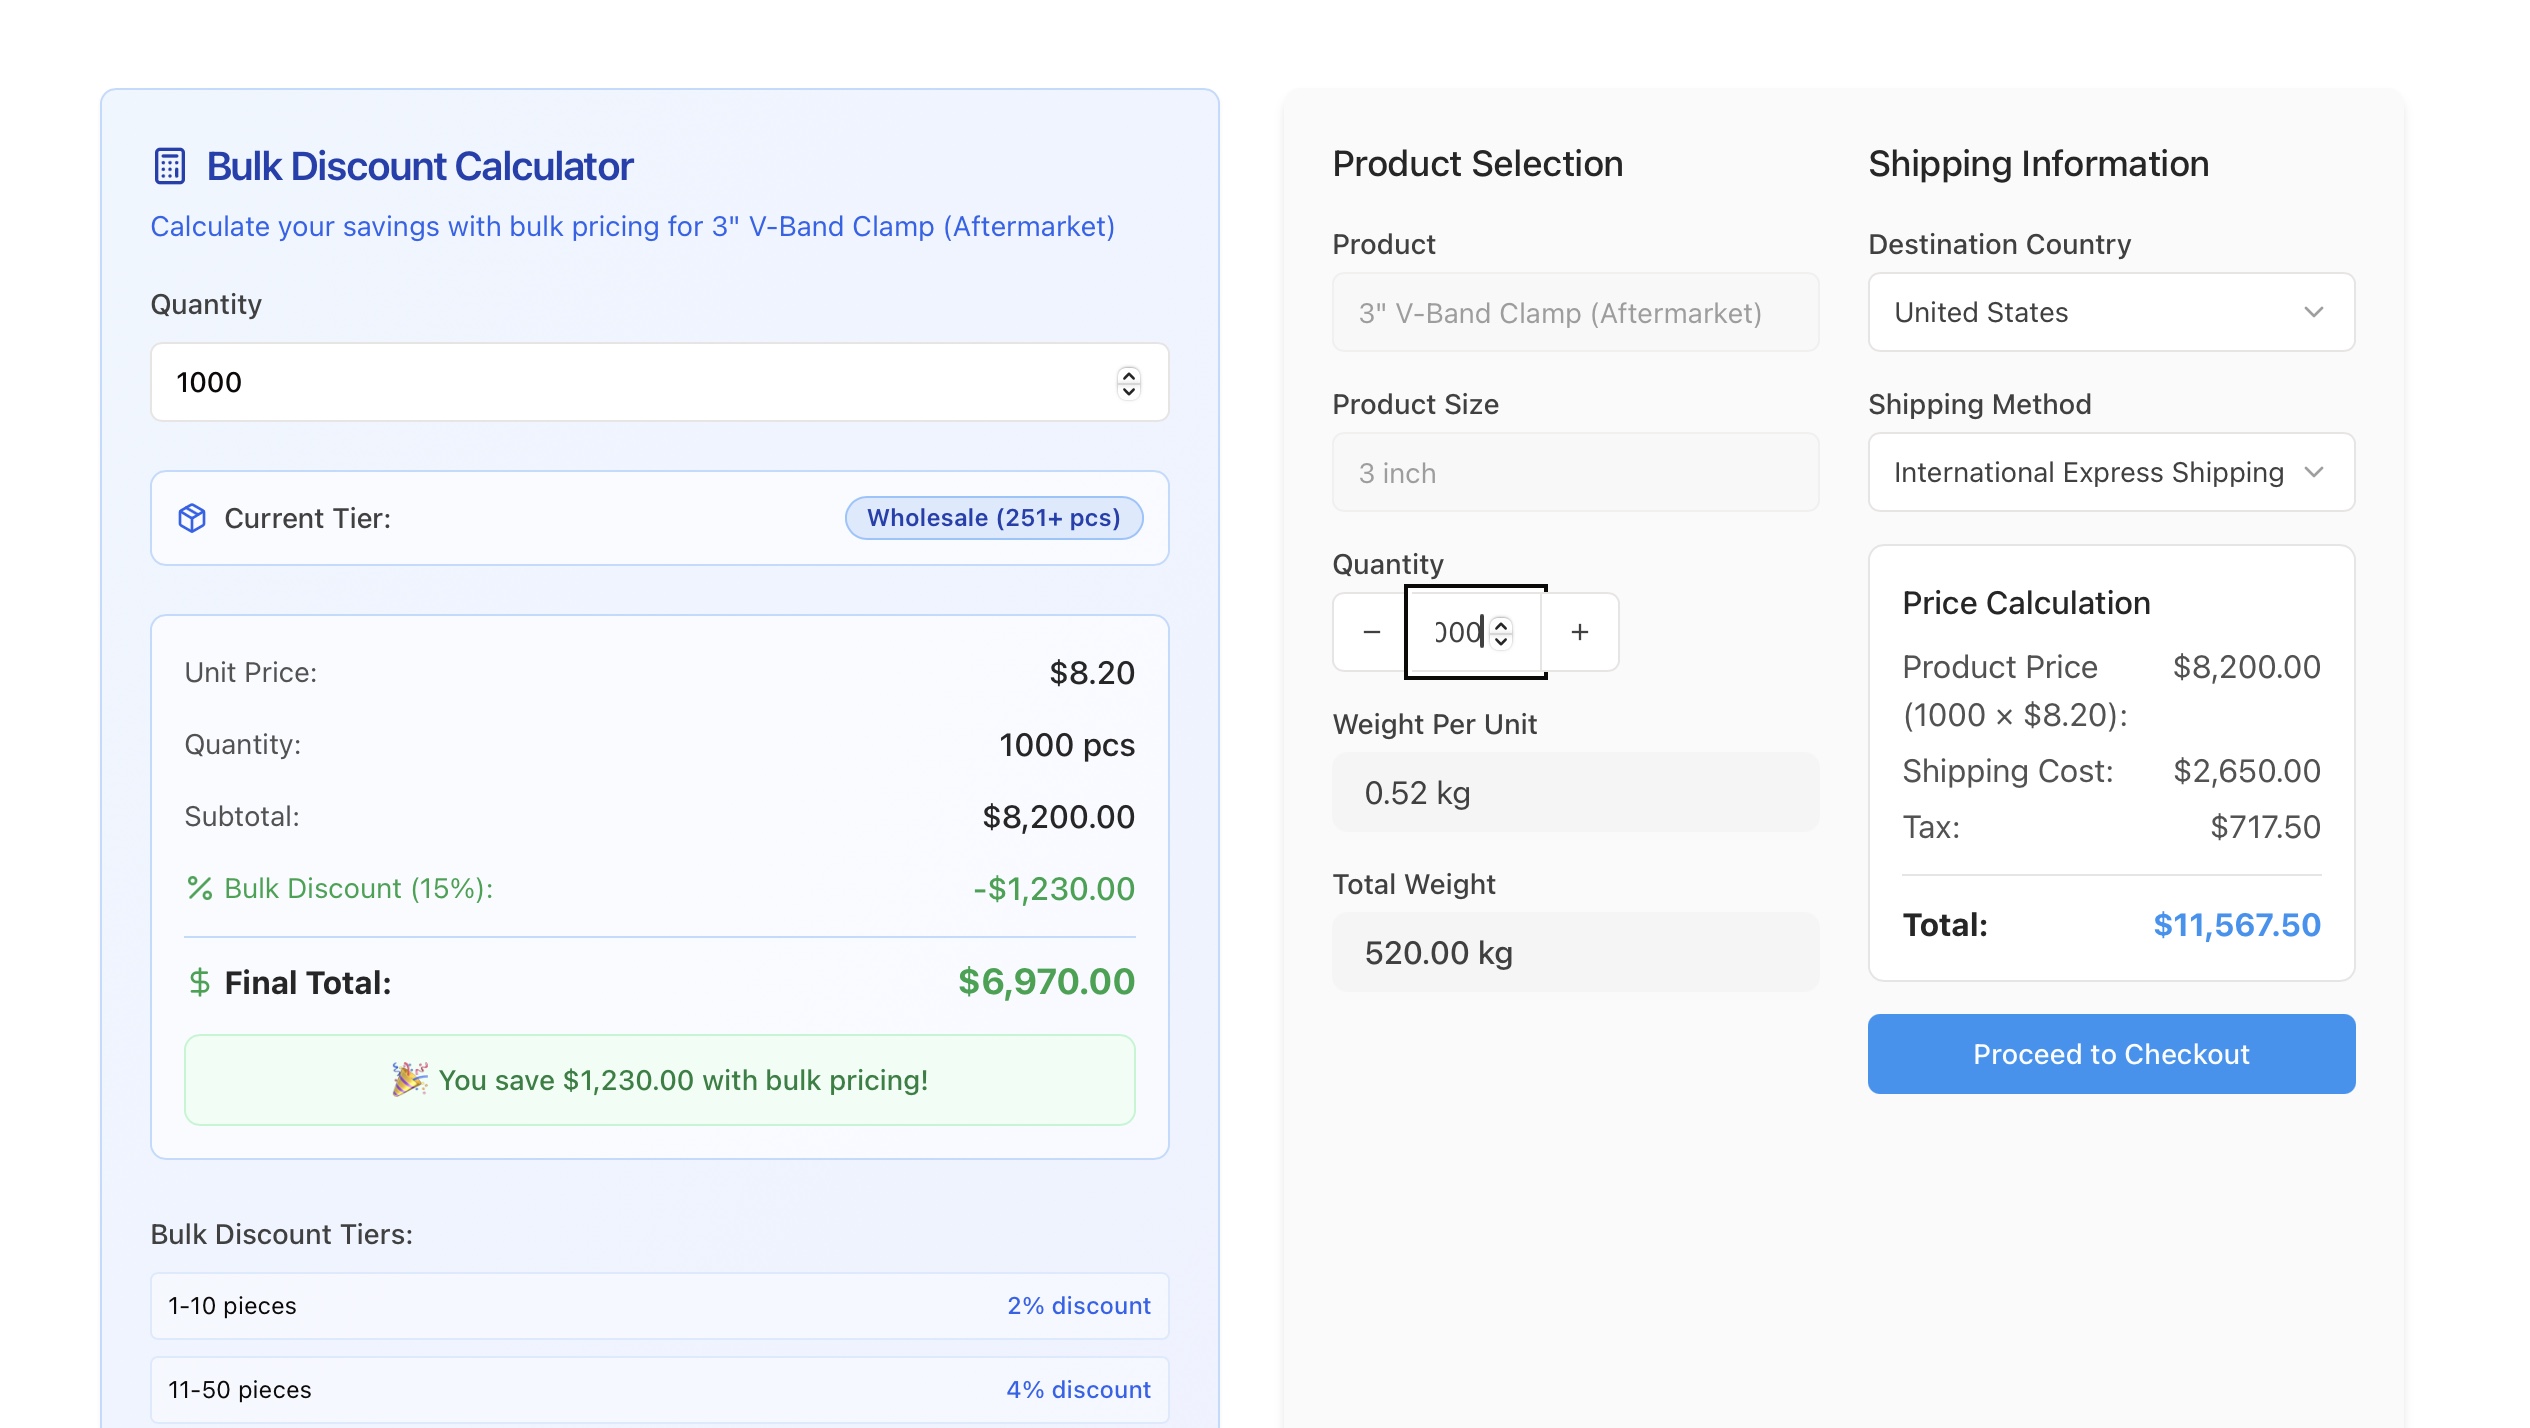 Bulk Discount Calculator
Calculate your savings with bulk pricing for 3" V-Band Clamp (Aftermarket)
Quantity
1000
Current Tier:
Wholesale (251+ pcs)
Unit Price:
$8.20
Quantity:
1000 pcs
Subtotal:
$8,200.00
Bulk Discount (15%):
-$1,230.00
$ Final Total:
$6,970.00
🎉 You save $1,230.00 with bulk pricing!
Bulk Discount Tiers:
1-10 pieces
2% discount
11-50 pieces
4% discount
Product Selection
Product
3" V-Band Clamp (Aftermarket)
Product Size
3 inch
Quantity
− 000 +
Weight Per Unit
0.52 kg
Total Weight
520.00 kg
Shipping Information
Destination Country
United States
Shipping Method
International Express Shipping
Price Calculation
Product Price
(1000 × $8.20):
$8,200.00
Shipping Cost:
$2,650.00
Tax:
$717.50
Total:
$11,567.50
Proceed to Checkout